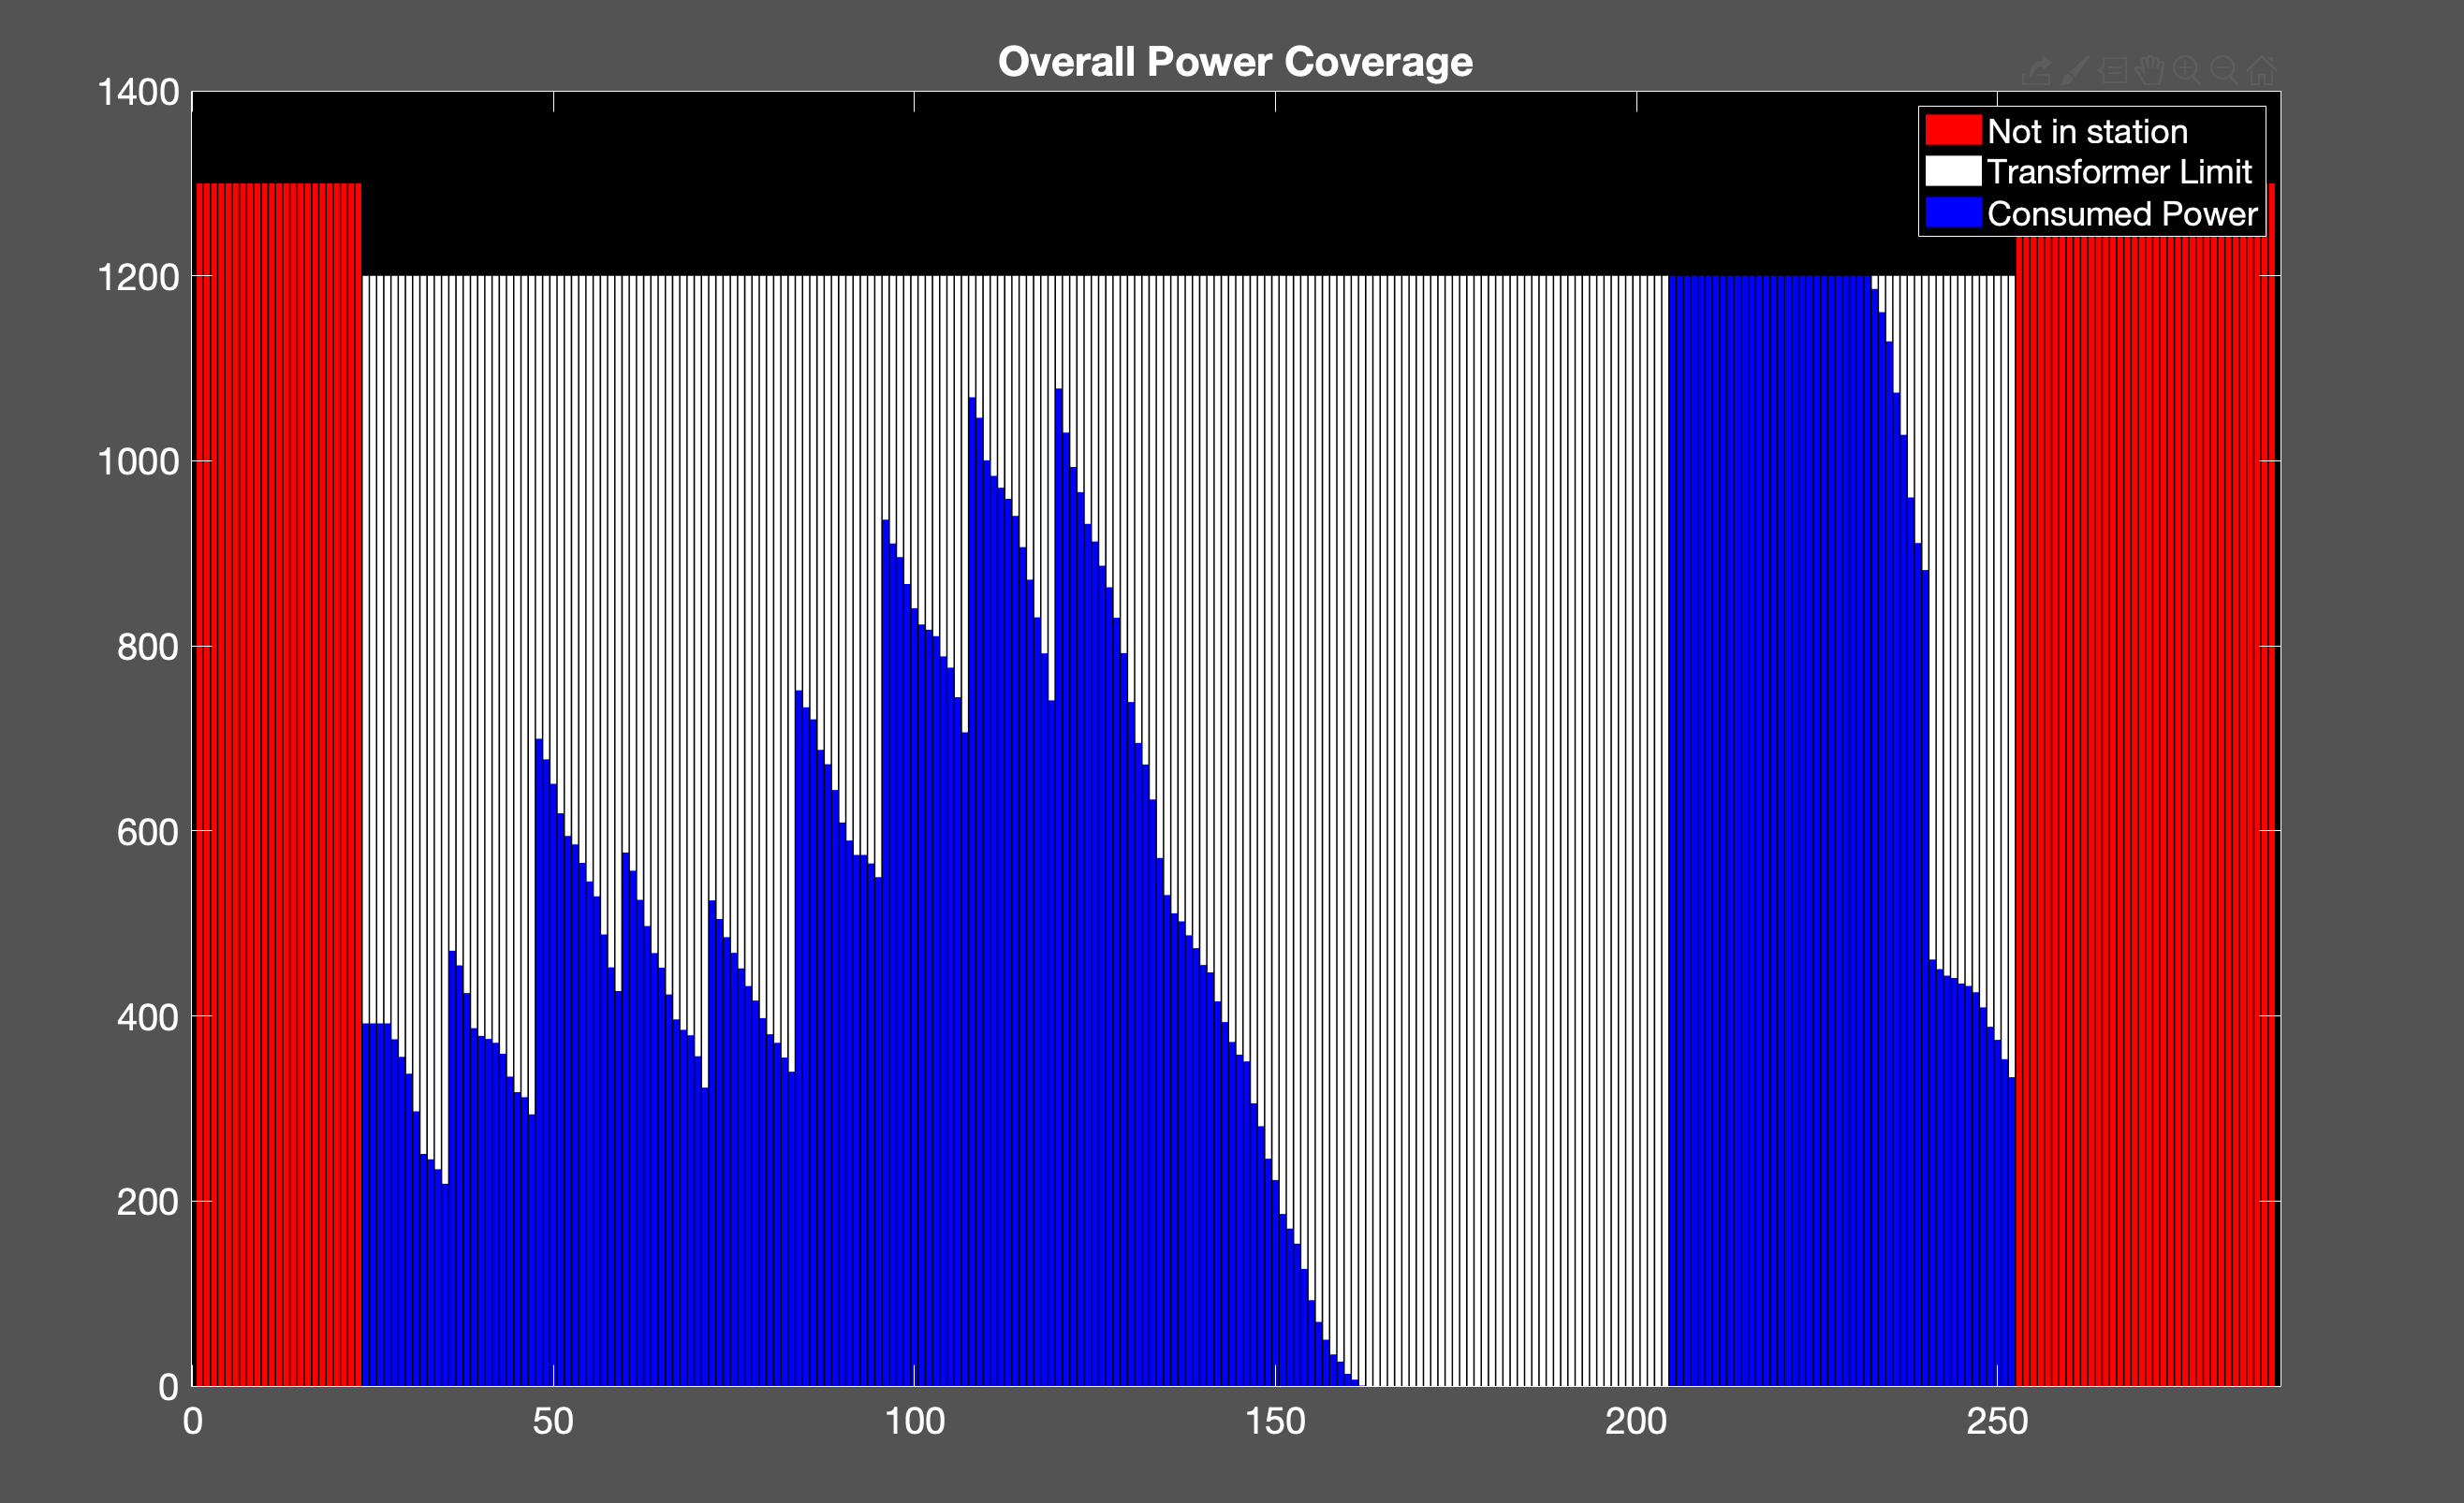 Overall Power Coverage
1400
1200
1000
800
600
400
200
0
Not in station
Transformer Limit
Consumed Power
0 50 100 150 200 250